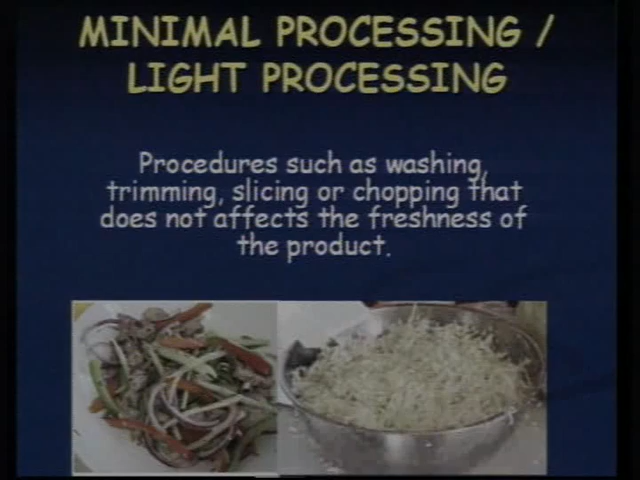 MINIMAL PROCESSING /
LIGHT PROCESSING
Procedures such as washing,
trimming, slicing or chopping that
does not affects the freshness of
the product.